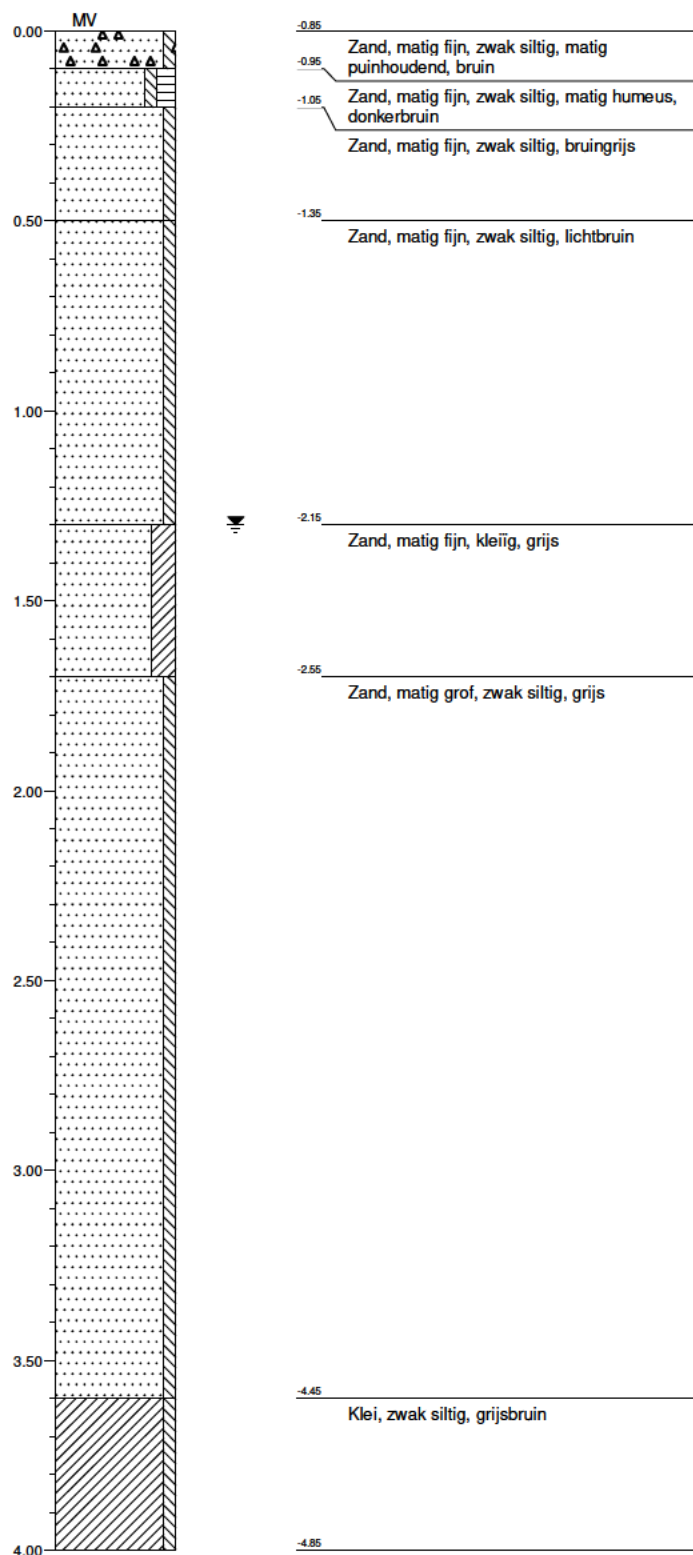 MV
0.00
-0.85
Zand, matig fijn, zwak siltig, matig
puinhoudend, bruin
-0.95
Zand, matig fijn, zwak siltig, matig humeus,
donkerbruin
-1.05
Zand, matig fijn, zwak siltig, bruingrijs
0.50
-1.35
Zand, matig fijn, zwak siltig, lichtbruin
1.00
-2.15
Zand, matig fijn, kleiïg, grijs
1.50
-2.55
Zand, matig grof, zwak siltig, grijs
2.00
2.50
3.00
3.50
-4.45
Klei, zwak siltig, grijsbruin
4.00
-4.85